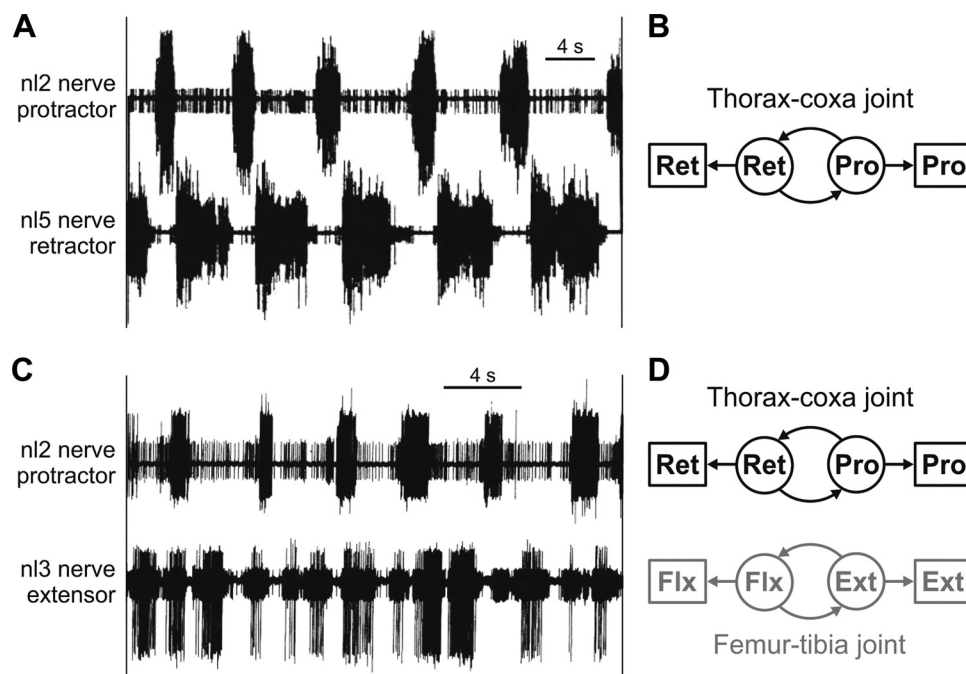 A
nl2 nerve
protractor
4 s
nl5 nerve
retractor
B
Thorax-coxa joint
Ret Ret Pro Pro
C
nl2 nerve
protractor
4 s
nl3 nerve
extensor
D
Thorax-coxa joint
Ret Ret Pro Pro
Flx Flx Ext Ext
Femur-tibia joint